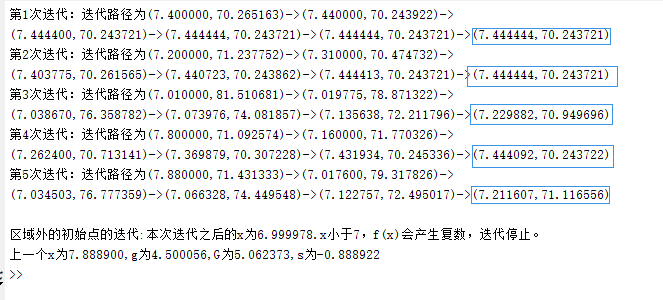 第1次迭代: 迭代路径为(7.400000,70.265163)->(7.440000,70.243922)->
(7.444400,70.243721)->(7.444444,70.243721)->(7.444444,70.243721)->(7.444444,70.243721)
第2次迭代: 迭代路径为(7.200000,71.237752)->(7.310000,70.474732)->
(7.403775,70.261565)->(7.440723,70.243862)->(7.444413,70.243721)->(7.444444,70.243721)
第3次迭代: 迭代路径为(7.010000,81.510681)->(7.019775,78.871322)->
(7.038670,76.358782)->(7.073976,74.081857)->(7.135638,72.211796)->(7.229882,70.949696)
第4次迭代: 迭代路径为(7.800000,71.092574)->(7.160000,71.770326)->
(7.262400,70.713141)->(7.369879,70.307228)->(7.431934,70.245336)->(7.444092,70.243722)
第5次迭代: 迭代路径为(7.880000,71.431333)->(7.017600,79.317826)->
(7.034503,76.777359)->(7.066328,74.449548)->(7.122757,72.495017)->(7.211607,71.116556)
区域外的初始点的迭代:本次迭代之后的x为6.999978.x小于7, f(x)会产生复数, 迭代停止。
上一个x为7.888900,g为4.500056,G为5.062373,s为-0.888922
>>